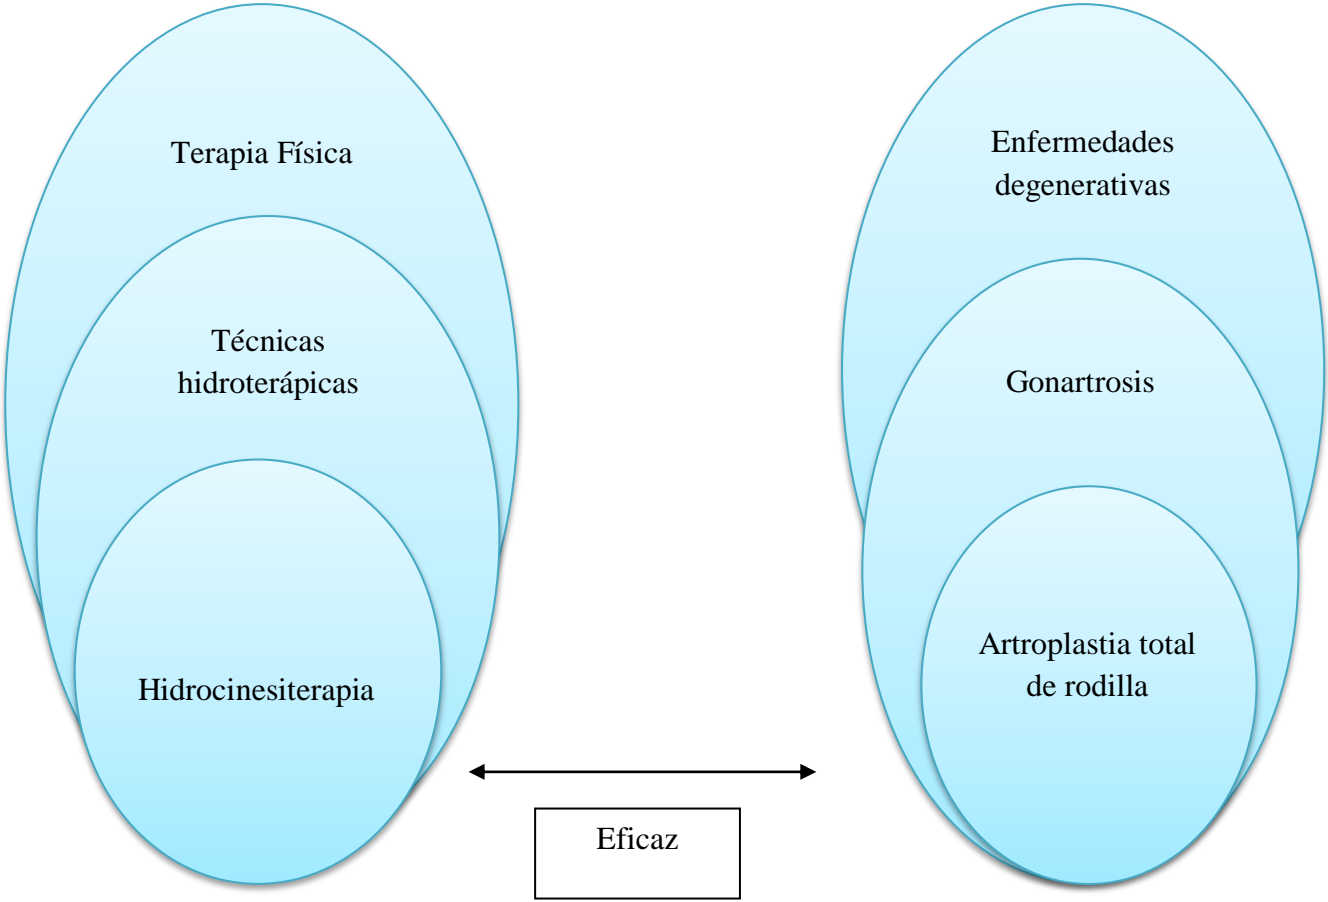 Terapia Física
Técnicas
hidroterápicas
Hidrocinesiterapia
Enfermedades
degenerativas
Gonartrosis
Artroplastia total
de rodilla
Eficaz